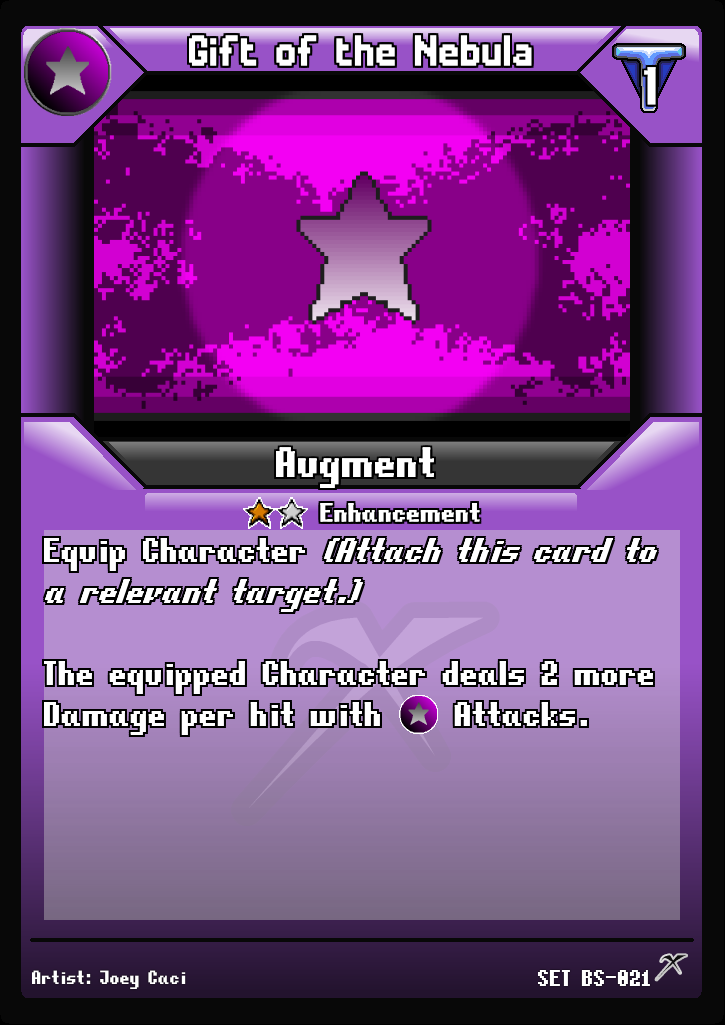 Gift of the Nebula
1
Augment
Enhancement
Equip Character (Attach this card to
a relevant target.)
The equipped Character deals 2 more
Damage per hit with Attacks.
Artist: Joey Caci
SET BS-021